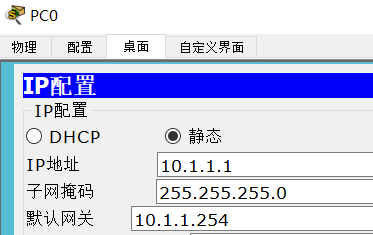 PC0
物理 配置 桌面 自定义界面
IP配置
IP配置
DHCP 静态
IP地址 10.1.1.1
子网掩码 255.255.255.0
默认网关 10.1.1.254